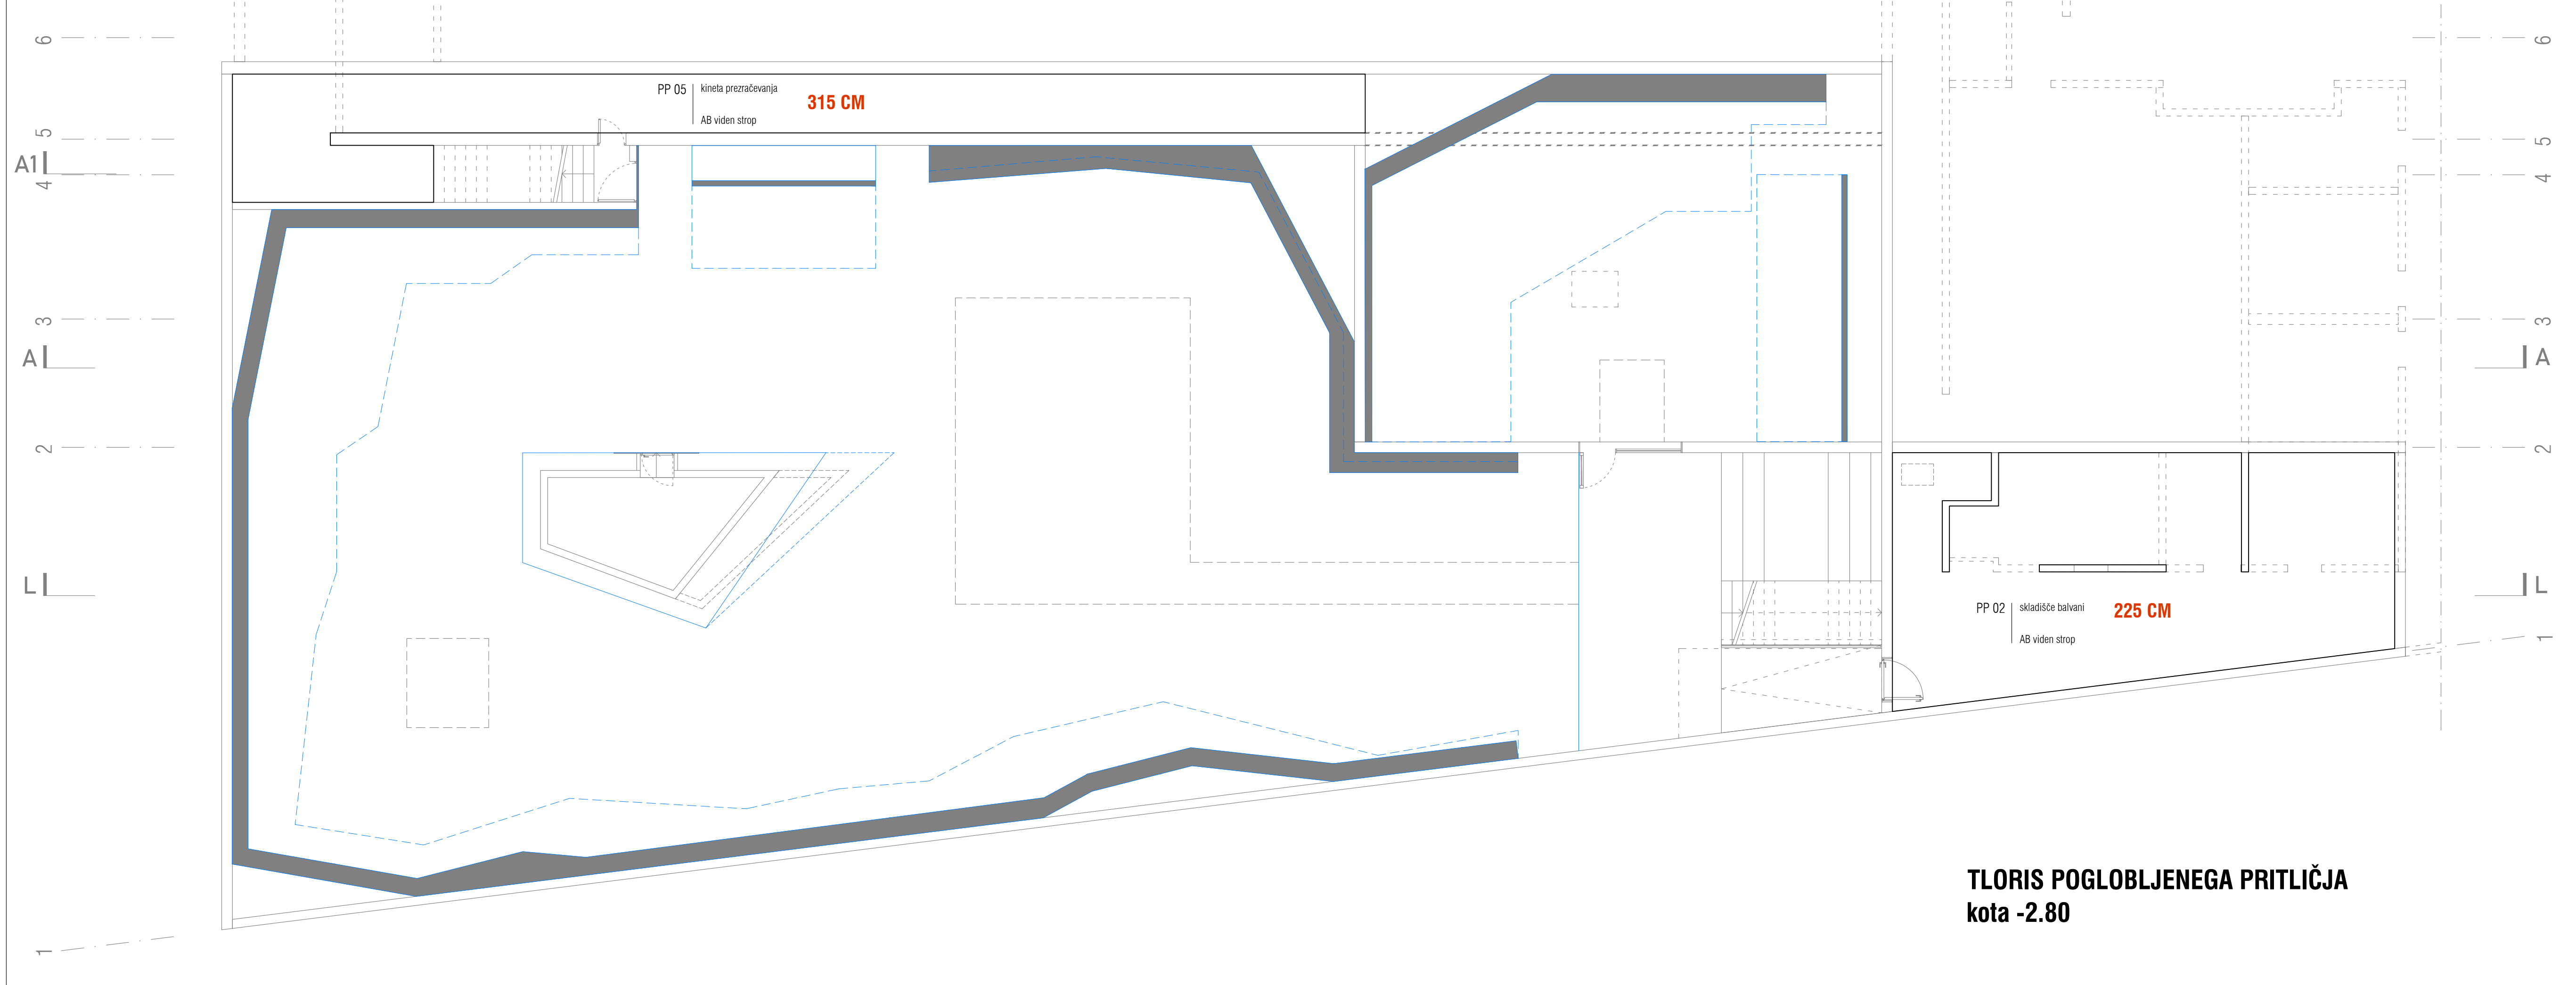 6
6
PP 05
kineta prezračevanja
315 CM
AB viden strop
5
5
A1
4
4
3
3
A
A
2
2
L
L
PP 02
skladišče balvani
225 CM
AB viden strop
1
TLORIS POGLOBLJENEGA PRITLIČJA
kota -2.80
1